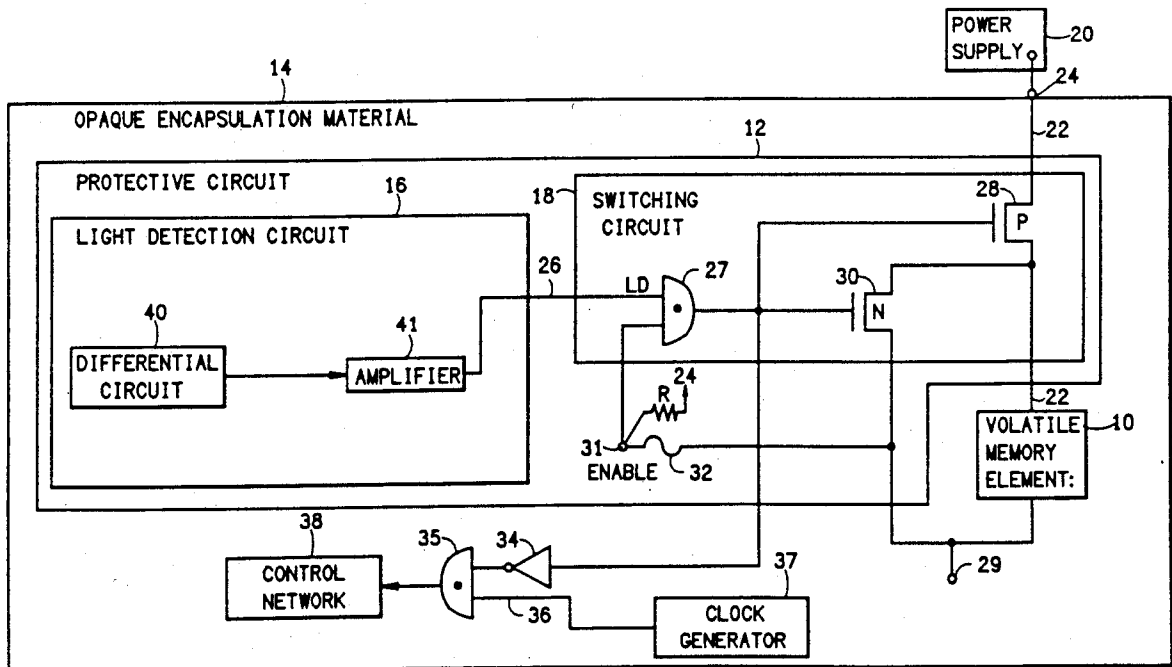 POWER
SUPPLY
20
24
14
OPAQUE ENCAPSULATION MATERIAL
22
12
PROTECTIVE CIRCUIT
16
18
SWITCHING
CIRCUIT
28
P
LIGHT DETECTION CIRCUIT
26
LD
27
30
N
40
DIFFERENTIAL
CIRCUIT
41
AMPLIFIER
24
R
22
31
ENABLE
32
VOLATILE
MEMORY
ELEMENT:
10
38
CONTROL
NETWORK
35
34
36
37
CLOCK
GENERATOR
29